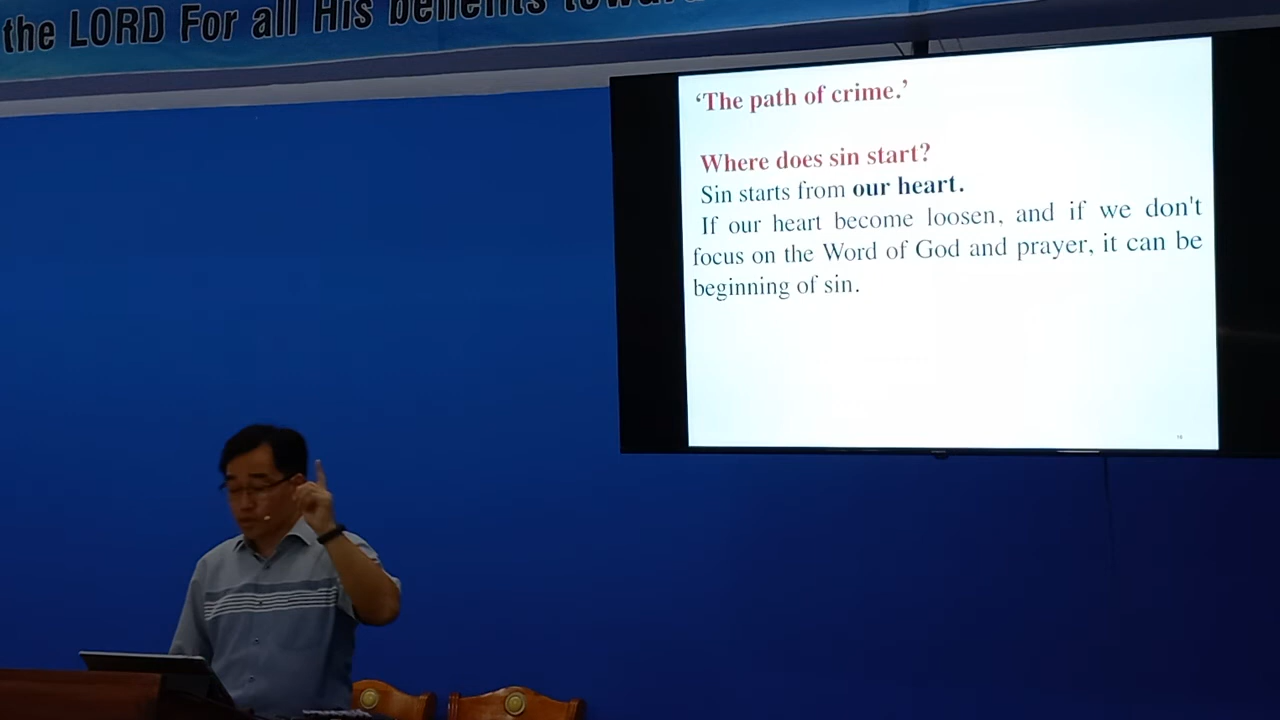 the LORD For all His benefits
‘The path of crime.’
Where does sin start?
Sin starts from our heart.
If our heart become loosen, and if we don't
focus on the Word of God and prayer, it can be
beginning of sin.